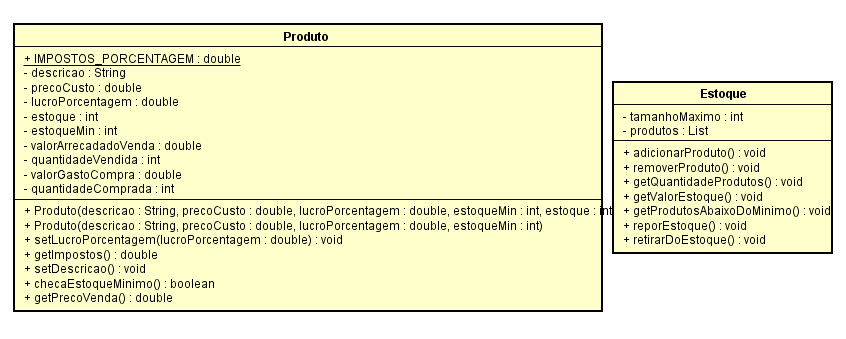 Produto
+ IMPOSTOS_PORCENTAGEM : double
- descricao : String
- precoCusto : double
- lucroPorcentagem : double
- estoque : int
- estoqueMin : int
- valorArrecadadoVenda : double
- quantidadeVendida : int
- valorGastoCompra : double
- quantidadeComprada : int
+ Produto(descricao : String, precoCusto : double, lucroPorcentagem : double, estoqueMin : int, estoque : int
+ Produto(descricao : String, precoCusto : double, lucroPorcentagem : double, estoqueMin : int)
+ setLucroPorcentagem(lucroPorcentagem : double) : void
+ getImpostos() : double
+ setDescricao() : void
+ checaEstoqueMinimo() : boolean
+ getPrecoVenda() : double
Estoque
- tamanhoMaximo : int
- produtos : List
+ adicionarProduto() : void
+ removerProduto() : void
+ getQuantidadeProdutos() : void
+ getValorEstoque() : void
+ getProdutosAbaixoDoMinimo() : void
+ reporEstoque() : void
+ retirarDoEstoque() : void